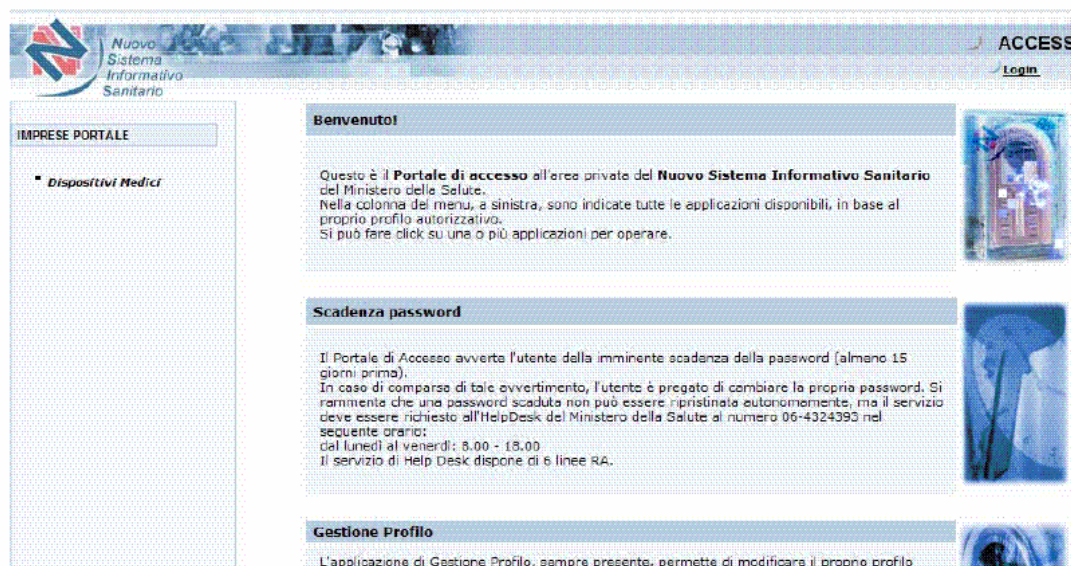 Nuovo
Sistema
Informativo
Sanitario
ACCESS
Login
IMPRESE PORTALE
Dispositivi Medici
Benvenuto!
Questo è il Portale di accesso all'area privata del Nuovo Sistema Informativo Sanitario
del Ministero della Salute.
Nella colonna del menu, a sinistra, sono indicate tutte le applicazioni disponibili, in base al
proprio profilo autorizzativo.
Si può fare click su una o più applicazioni per operare.
Scadenza password
Il Portale di Accesso avverte l'utente della imminente scadenza della password (almeno 15
giorni prima).
In caso di comparsa di tale avvertimento, l'utente è pregato di cambiare la propria password. Si
rammenta che una password scaduta non può essere ripristinata autonomamente, ma il servizio
deve essere richiesto all'HelpDesk del Ministero della Salute al numero 06-4324393 nel
seguente orario:
dal lunedì al venerdì: 8.00 - 18.00
Il servizio di Help Desk dispone di 6 linee RA.
Gestione Profilo
L'applicazione di Gestione Profilo, sempre presente, permette di modificare il proprio profilo